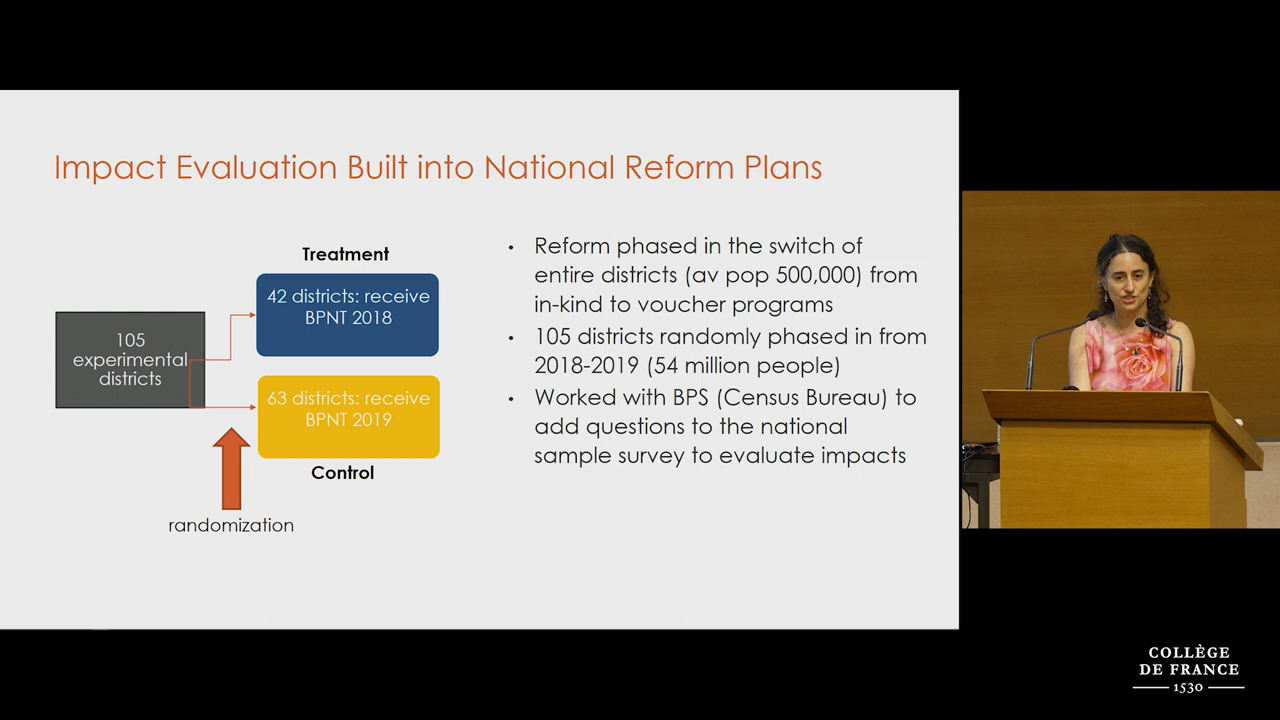 Impact Evaluation Built into National Reform Plans
Treatment
42 districts: receive
BPNT 2018
105
experimental
districts
63 districts: receive
BPNT 2019
Control
randomization
• Reform phased in the switch of
entire districts (av pop 500,000) from
in-kind to voucher programs
• 105 districts randomly phased in from
2018-2019 (54 million people)
• Worked with BPS (Census Bureau) to
add questions to the national
sample survey to evaluate impacts
COLLÈGE
DE FRANCE
1530